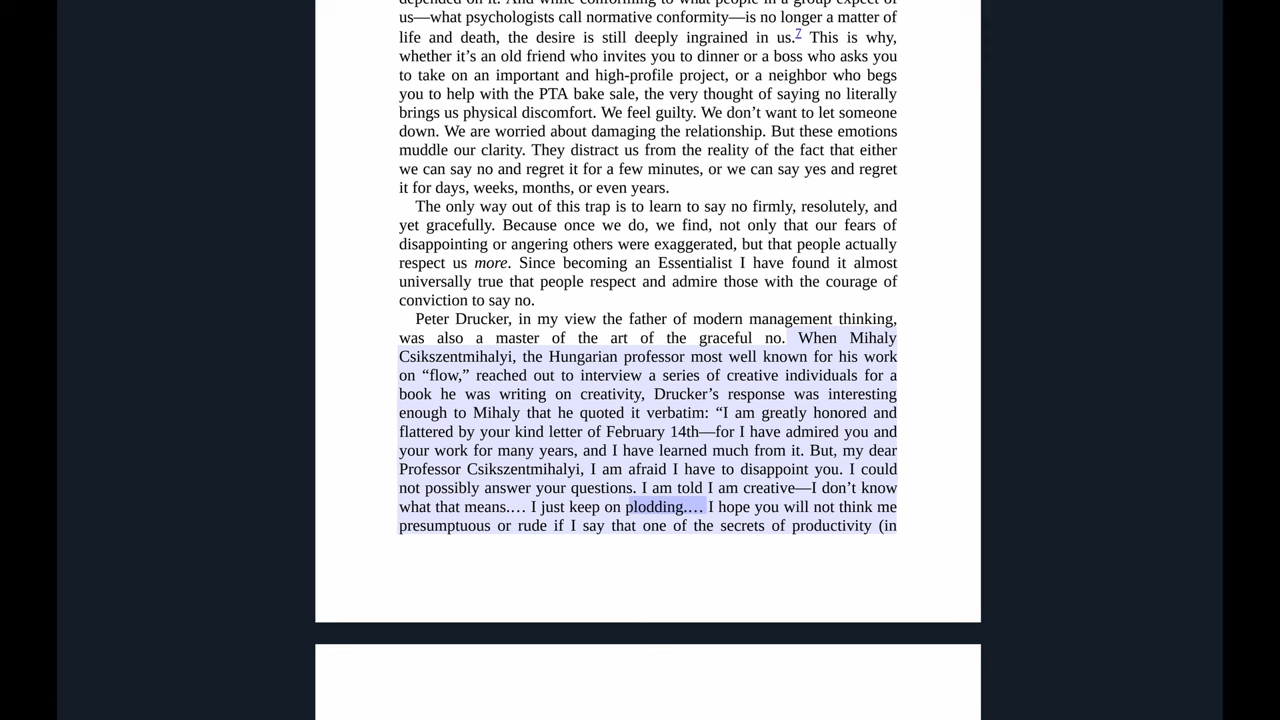 depended on it. And while conforming to what people in a group expect of
us—what psychologists call normative conformity—is no longer a matter of
life and death, the desire is still deeply ingrained in us.7 This is why,
whether it’s an old friend who invites you to dinner or a boss who asks you
to take on an important and high-profile project, or a neighbor who begs
you to help with the PTA bake sale, the very thought of saying no literally
brings us physical discomfort. We feel guilty. We don’t want to let someone
down. We are worried about damaging the relationship. But these emotions
muddle our clarity. They distract us from the reality of the fact that either
we can say no and regret it for a few minutes, or we can say yes and regret
it for days, weeks, months, or even years.
The only way out of this trap is to learn to say no firmly, resolutely, and
yet gracefully. Because once we do, we find, not only that our fears of
disappointing or angering others were exaggerated, but that people actually
respect us more. Since becoming an Essentialist I have found it almost
universally true that people respect and admire those with the courage of
conviction to say no.
Peter Drucker, in my view the father of modern management thinking,
was also a master of the art of the graceful no. When Mihaly
Csikszentmihalyi, the Hungarian professor most well known for his work
on “flow,” reached out to interview a series of creative individuals for a
book he was writing on creativity, Drucker’s response was interesting
enough to Mihaly that he quoted it verbatim: “I am greatly honored and
flattered by your kind letter of February 14th—for I have admired you and
your work for many years, and I have learned much from it. But, my dear
Professor Csikszentmihalyi, I am afraid I have to disappoint you. I could
not possibly answer your questions. I am told I am creative—I don’t know
what that means.… I just keep on plodding.… I hope you will not think me
presumptuous or rude if I say that one of the secrets of productivity (in